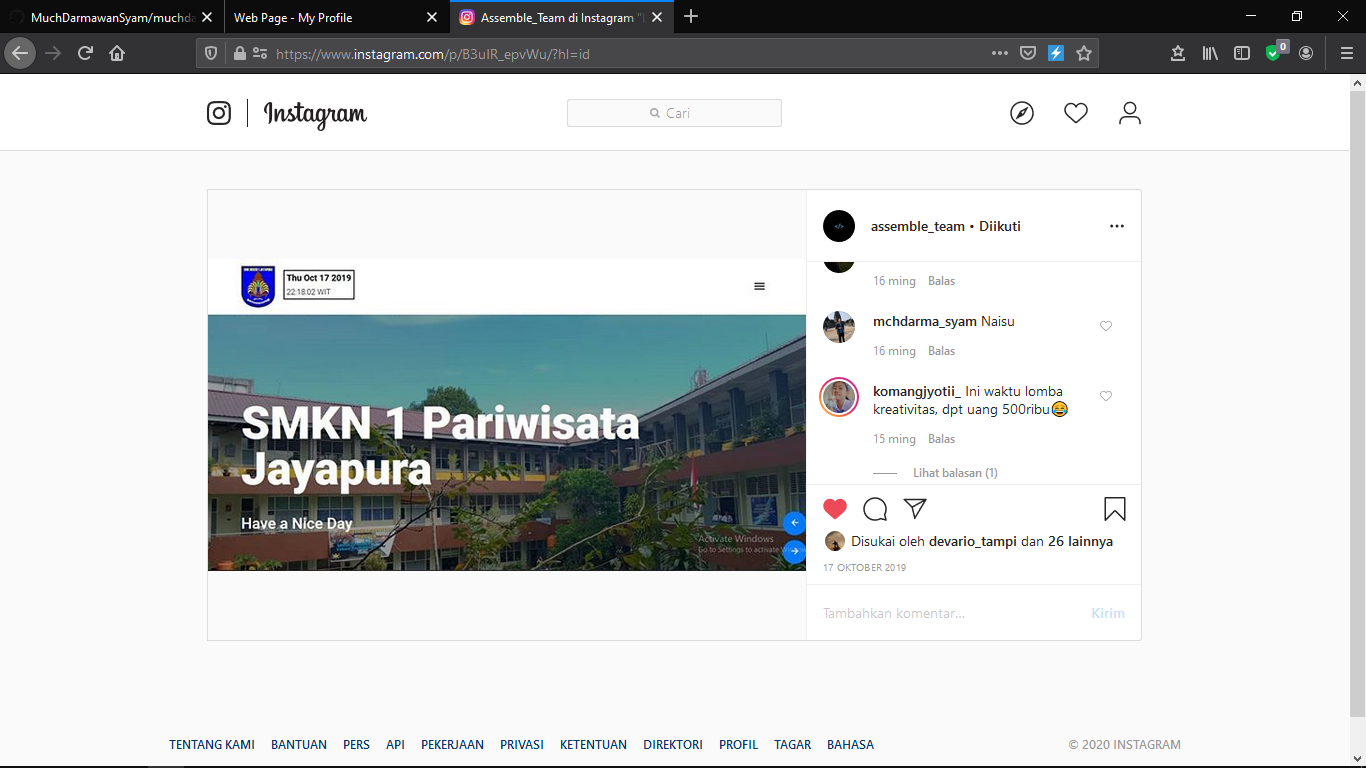 MuchDarmawanSyam/muchda
Web Page - My Profile
Assemble_Team di Instagram "L
https://www.instagram.com/p/B3uIR_epvWu/?hl=id
0
Instagram
Cari
Thu Oct 17 2019
22:18:02 WIT
SMKN 1 Pariwisata
Jayapura
Have a Nice Day
Activate Windows
Go to Settings to activate Windows
assemble_team • Diikuti
16 ming Balas
mchdarma_syam Naisu
16 ming Balas
komangjyotii_ Ini waktu lomba
kreativitas, dpt uang 500ribu😂
15 ming Balas
Lihat balasan (1)
Disukai oleh devario_tampi dan 26 lainnya
17 OKTOBER 2019
Tambahkan komentar... Kirim
TENTANG KAMI BANTUAN PERS API PEKERJAAN PRIVASI KETENTUAN DIREKTORI PROFIL TAGAR BAHASA © 2020 INSTAGRAM